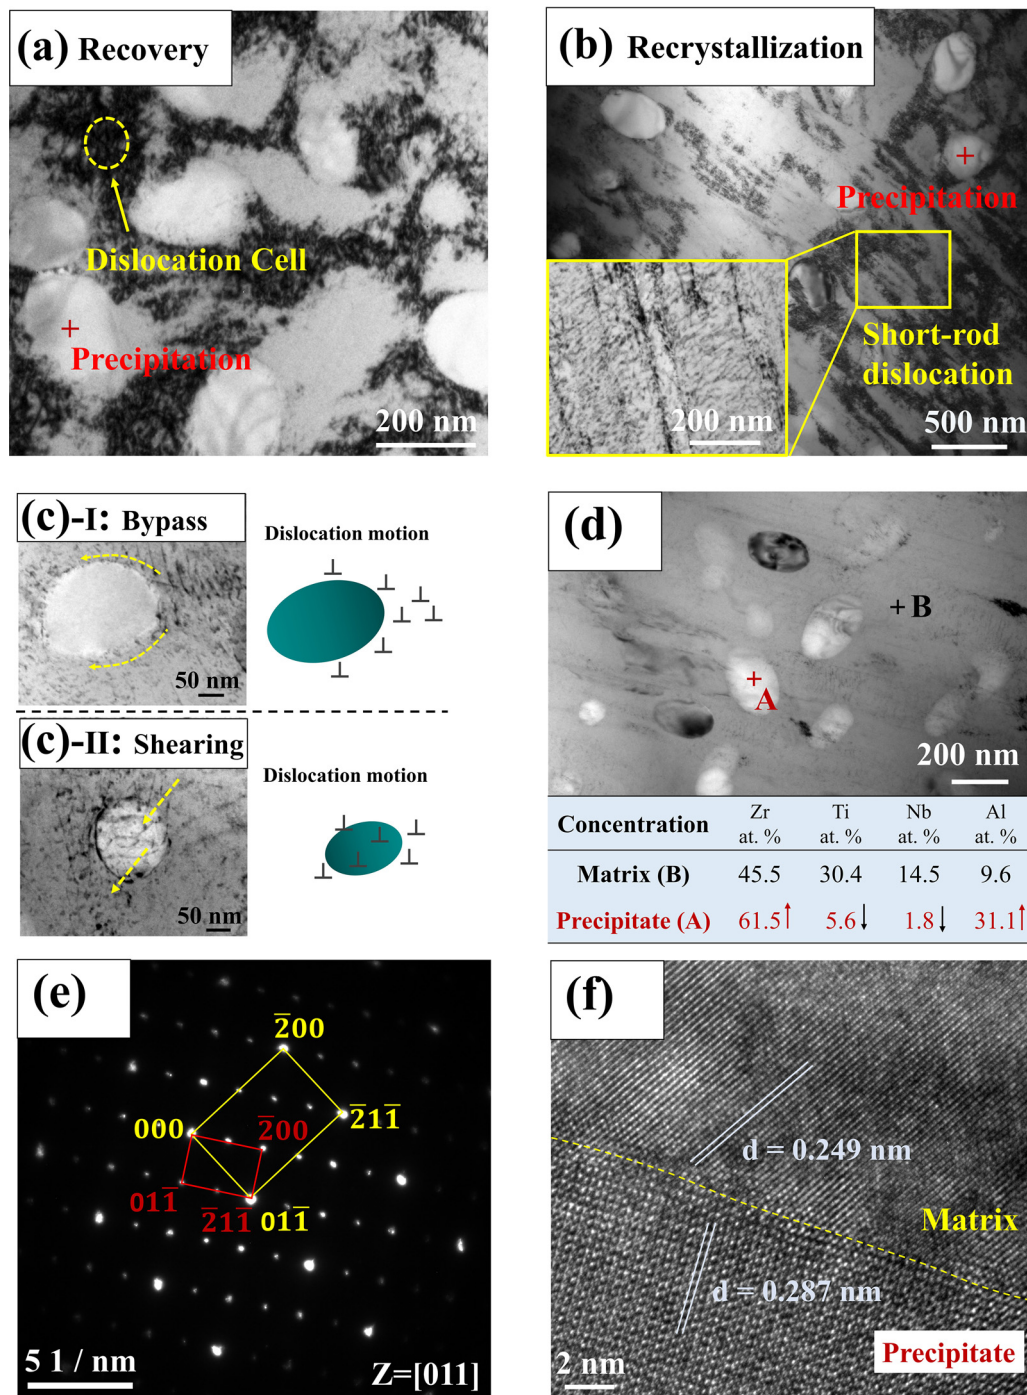 (a) Recovery
Dislocation Cell
+
Precipitation
200 nm
(b) Recrystallization
+
Precipitation
Short-rod
dislocation
200 nm
500 nm
(c)-I: Bypass
Dislocation motion
50 nm
(c)-II: Shearing
Dislocation motion
50 nm
(d)
+ B
+
A
200 nm
Concentration Zr at. % Ti at. % Nb at. % Al at. %
Matrix (B) 45.5 30.4 14.5 9.6
Precipitate (A) 61.5↑ 5.6↓ 1.8↓ 31.1↑
(e)
2̅00
000
2̅00
2̅11̅
011̅
2̅11̅
011̅
5 1 / nm
Z=[011]
(f)
d = 0.249 nm
Matrix
d = 0.287 nm
Precipitate
2 nm